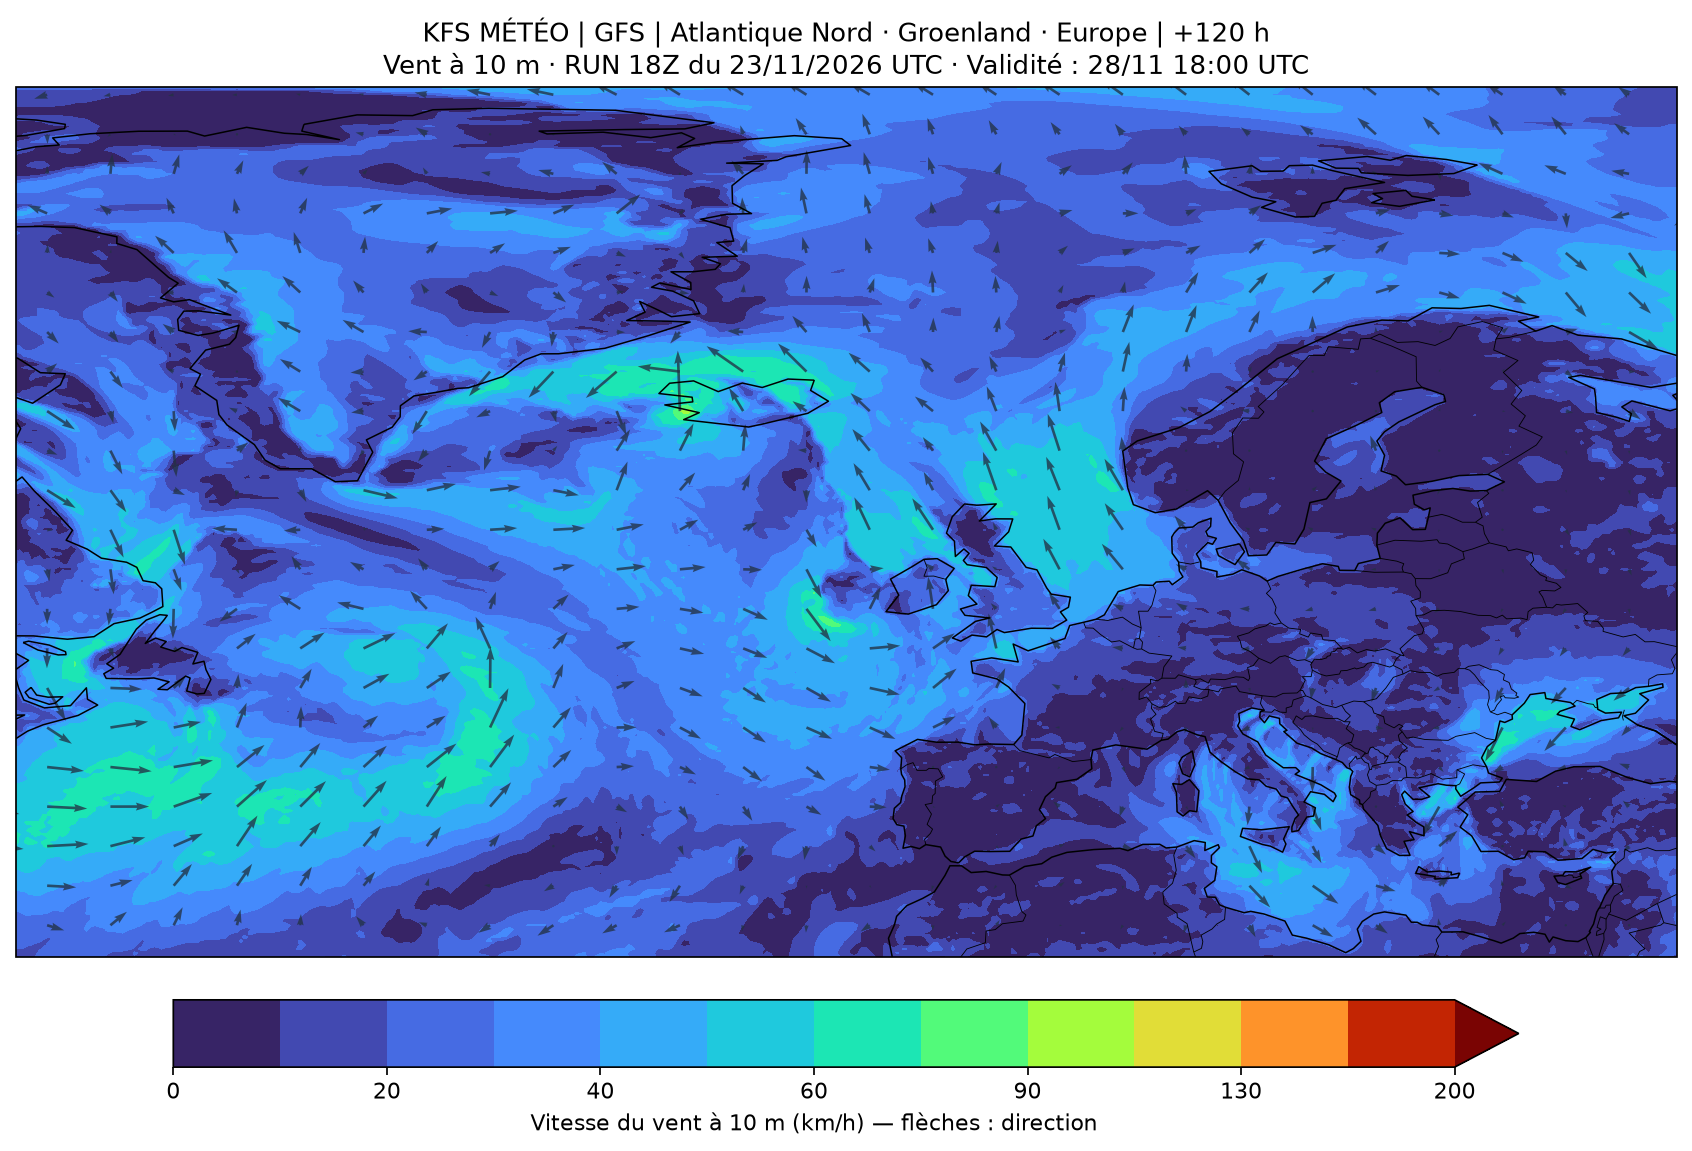 KFS MÉTÉO | GFS | Atlantique Nord · Groenland · Europe | +120 h
Vent à 10 m · RUN 18Z du 23/11/2026 UTC · Validité : 28/11 18:00 UTC
0 20 40 60 90 130 200
Vitesse du vent à 10 m (km/h) — flèches : direction